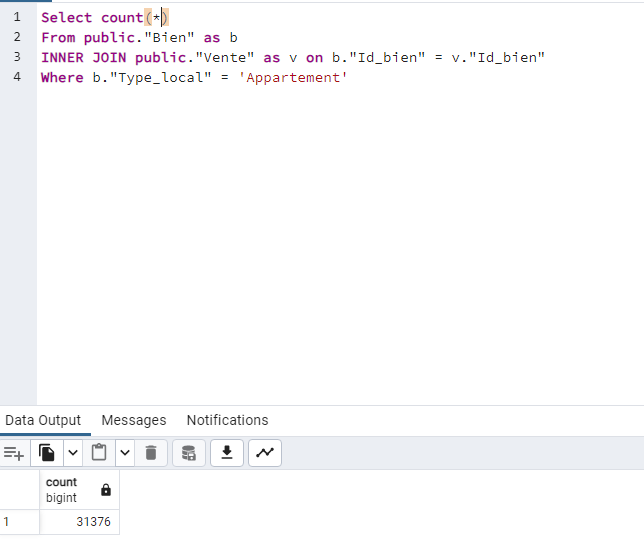 1 Select count(*)
2 From public."Bien" as b
3 INNER JOIN public."Vente" as v on b."Id_bien" = v."Id_bien"
4 Where b."Type_local" = 'Appartement'
Data Output Messages Notifications
count
bigint
1 31376